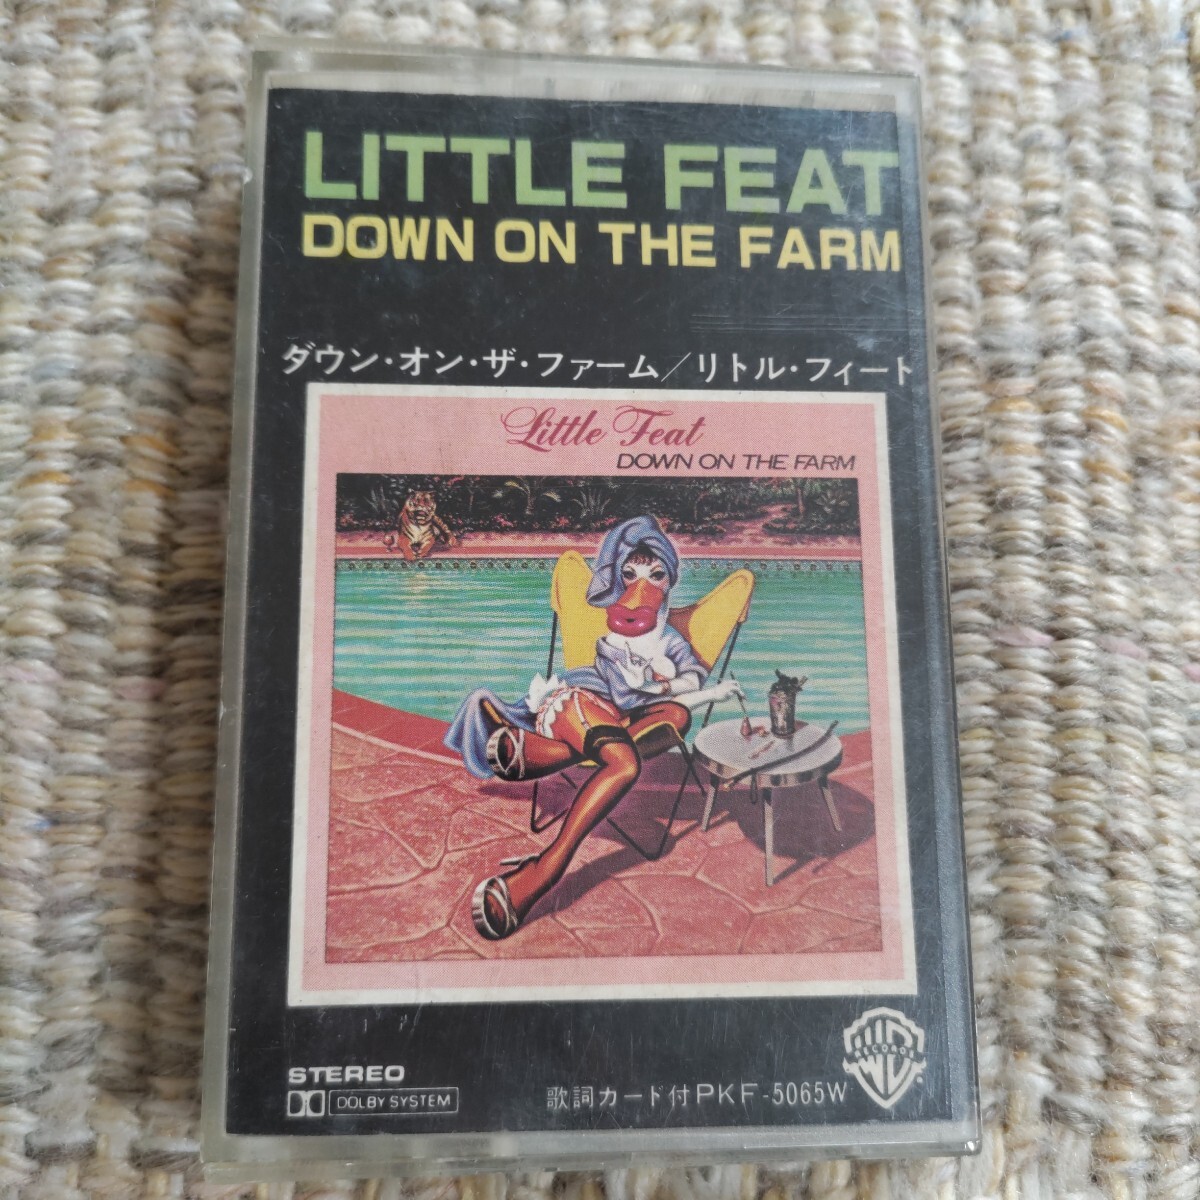 LITTLE FEAT
DOWN ON THE FARM
ダウン・オン・ザ・ファーム／リトル・フィート
Little Feat
DOWN ON THE FARM
STEREO
DOLBY SYSTEM
歌詞カード付PKF-5065W
RECORDS